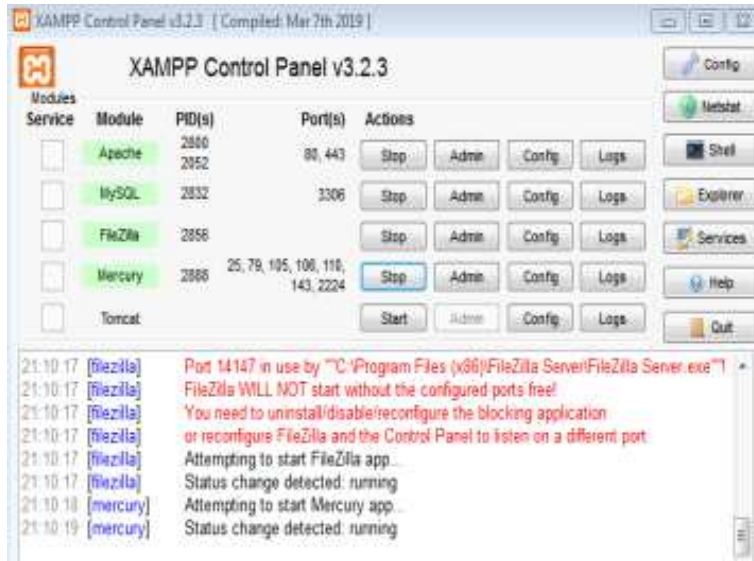 XAMPP Control Panel v3.2.3 [ Compiled: Mar 7th 2019 ]
XAMPP Control Panel v3.2.3
Config
Modules
Service Module PID(s) Port(s) Actions
Netstat
Apache 2800 2852 80, 443 Stop Admin Config Logs
Shell
MySQL 2832 3306 Stop Admin Config Logs
Explorer
FileZilla 2856 Stop Admin Config Logs
Services
Mercury 2888 25, 79, 105, 106, 110, 143, 2224 Stop Admin Config Logs
Help
Tomcat Start Admin Config Logs
Quit
21:10:17 [filezilla] Port 14147 in use by ""C:\Program Files (x86)\FileZilla Server\FileZilla Server.exe""!
21:10:17 [filezilla] FileZilla WILL NOT start without the configured ports free!
21:10:17 [filezilla] You need to uninstall/disable/reconfigure the blocking application
21:10:17 [filezilla] or reconfigure FileZilla and the Control Panel to listen on a different port
21:10:17 [filezilla] Attempting to start FileZilla app...
21:10:17 [filezilla] Status change detected: running
21:10:18 [mercury] Attempting to start Mercury app...
21:10:19 [mercury] Status change detected: running